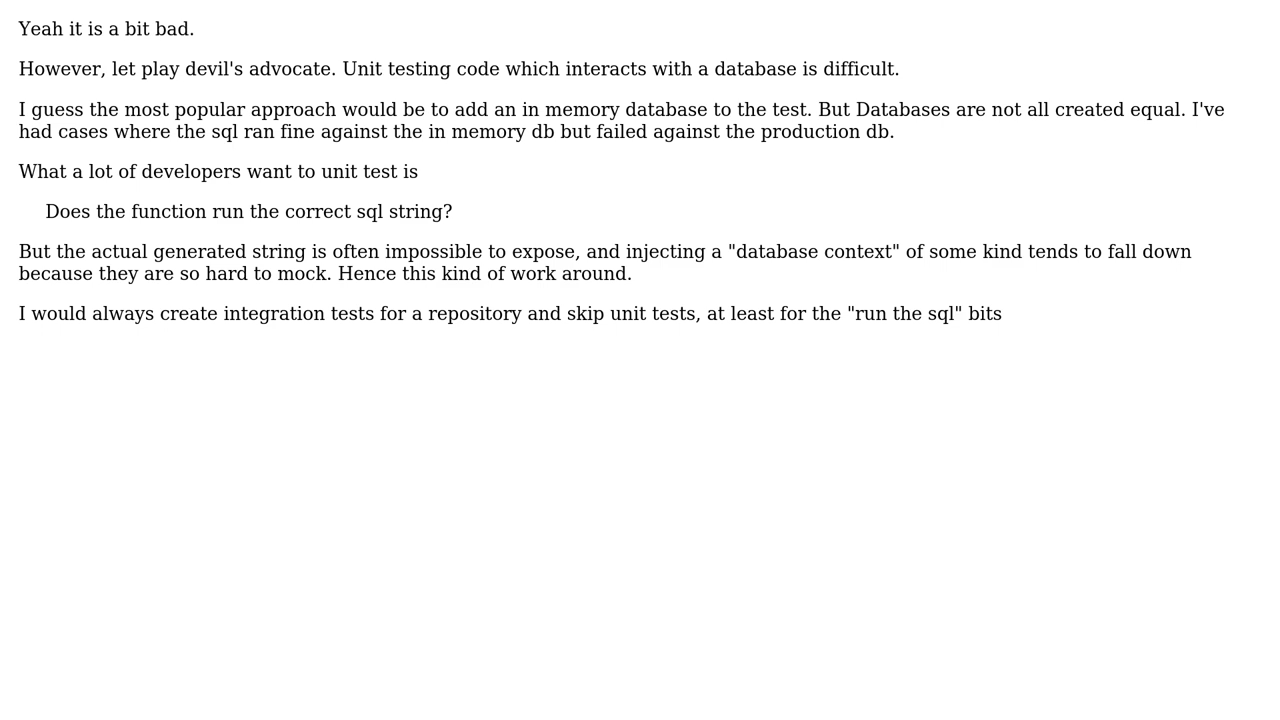 Yeah it is a bit bad.
However, let play devil's advocate. Unit testing code which interacts with a database is difficult.
I guess the most popular approach would be to add an in memory database to the test. But Databases are not all created equal. I've
had cases where the sql ran fine against the in memory db but failed against the production db.
What a lot of developers want to unit test is
Does the function run the correct sql string?
But the actual generated string is often impossible to expose, and injecting a "database context" of some kind tends to fall down
because they are so hard to mock. Hence this kind of work around.
I would always create integration tests for a repository and skip unit tests, at least for the "run the sql" bits